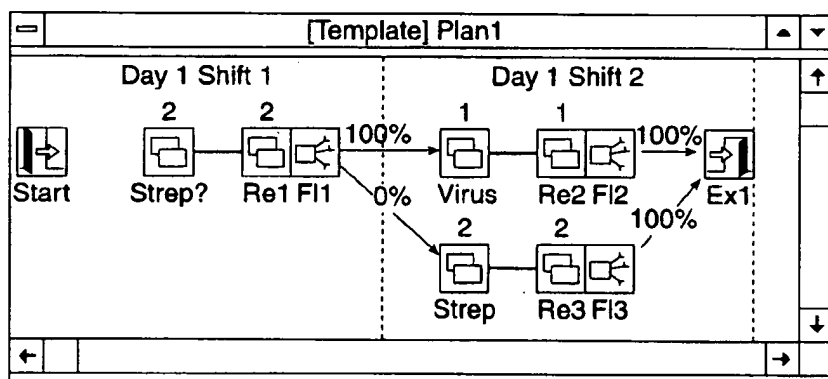 [Template] Plan1
Day 1 Shift 1 Day 1 Shift 2
2 2 1 1
100% 100%
Start Strep? Re1 Fl1 Virus Re2 Fl2 Ex1
0% 100%
2 2
Strep Re3 Fl3